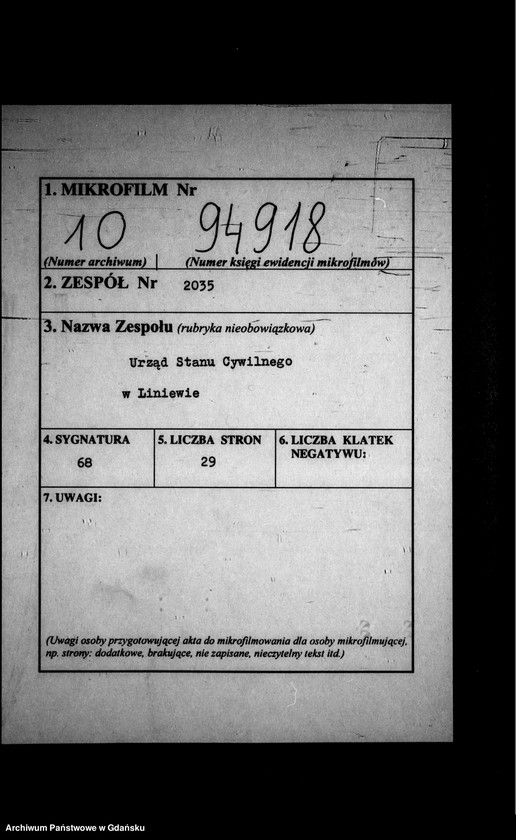 1. MIKROFILM Nr
10 94918
(Numer archiwum) (Numer księgi ewidencji mikrofilmów)
2. ZESPÓŁ Nr 2035
3. Nazwa Zespołu (rubryka nieobowiązkowa)
Urząd Stanu Cywilnego
w Liniewie
4. SYGNATURA 5. LICZBA STRON 6. LICZBA KLATEK
NEGATYWU:
68 29
7. UWAGI:
(Uwagi osoby przygotowującej akta do mikrofilmowania dla osoby mikrofilmującej,
np. strony: dodatkowe, brakujące, nie zapisane, nieczytelny tekst itd.)
Archiwum Państwowe w Gdańsku